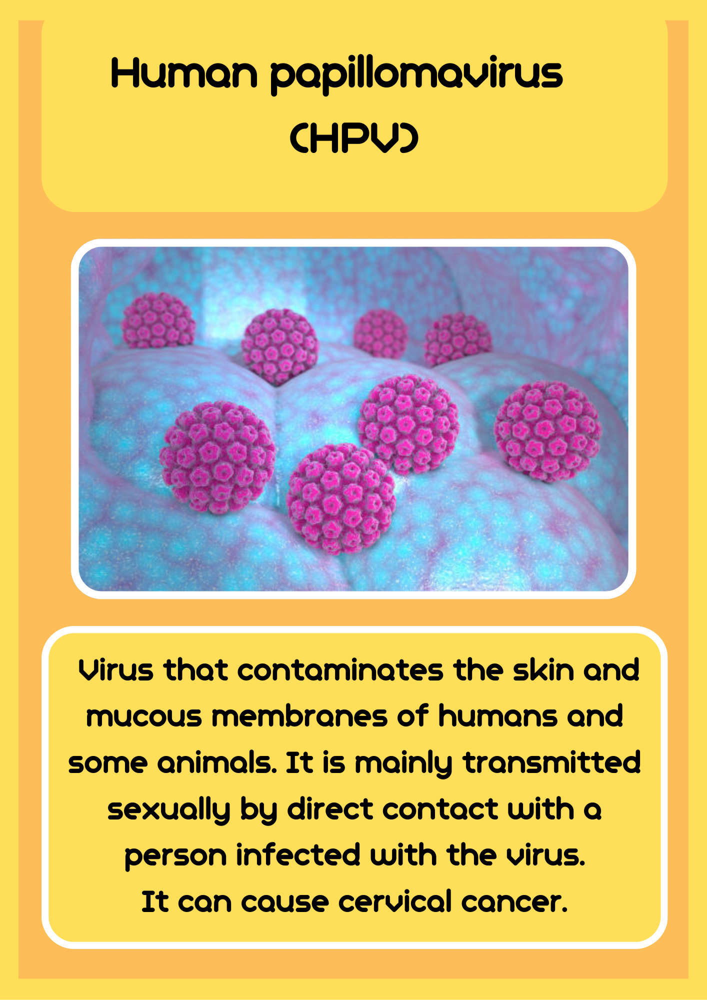 Human papillomavirus
(HPV)
Virus that contaminates the skin and
mucous membranes of humans and
some animals. It is mainly transmitted
sexually by direct contact with a
person infected with the virus.
It can cause cervical cancer.